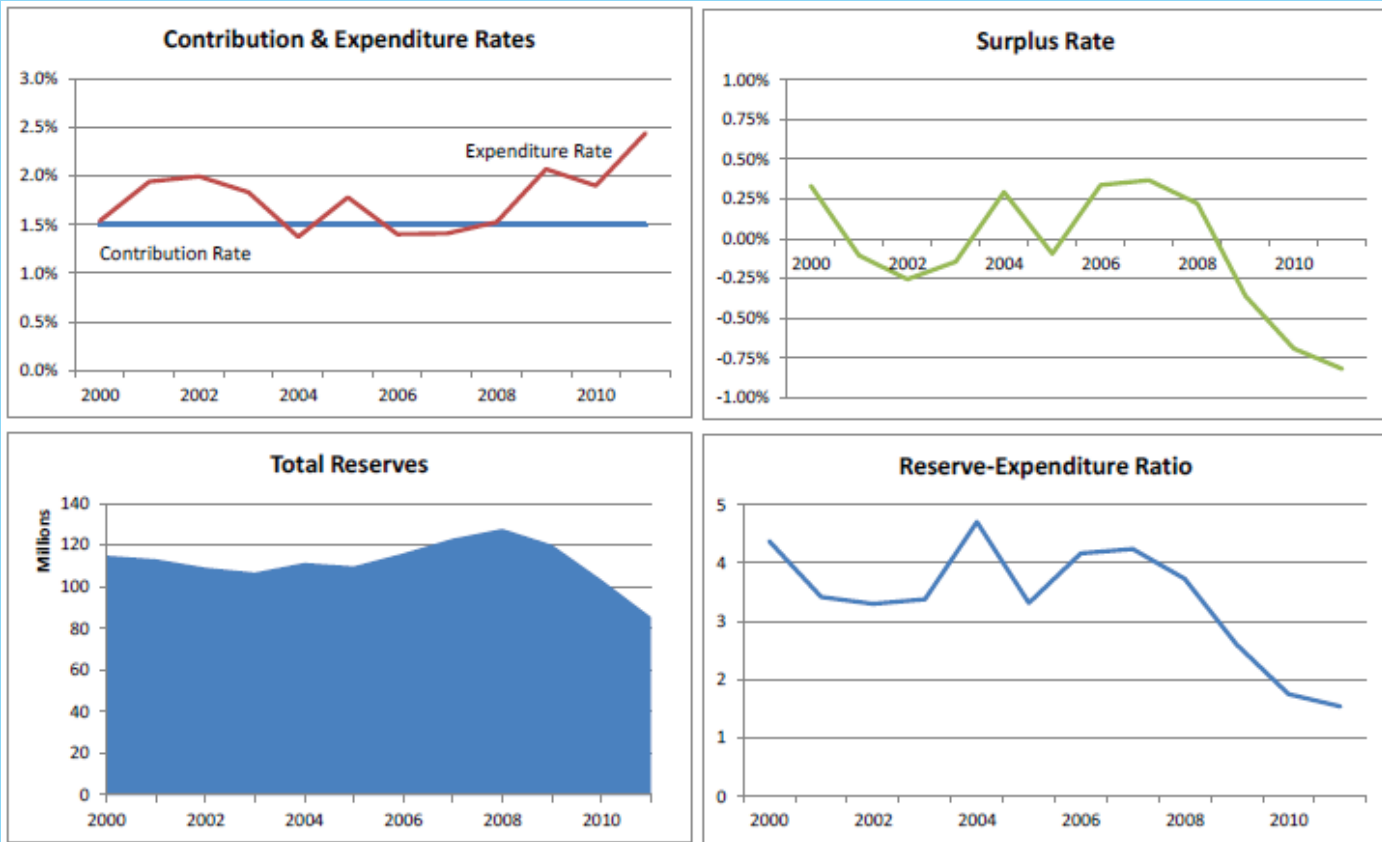 Contribution & Expenditure Rates
3.0%
2.5%
2.0%
1.5%
1.0%
0.5%
0.0%
Expenditure Rate
Contribution Rate
2000 2002 2004 2006 2008 2010
Surplus Rate
1.00%
0.75%
0.50%
0.25%
0.00%
-0.25%
-0.50%
-0.75%
-1.00%
2000 2002 2004 2006 2008 2010
Total Reserves
Millions
140
120
100
80
60
40
20
0
2000 2002 2004 2006 2008 2010
Reserve-Expenditure Ratio
5
4
3
2
1
0
2000 2002 2004 2006 2008 2010